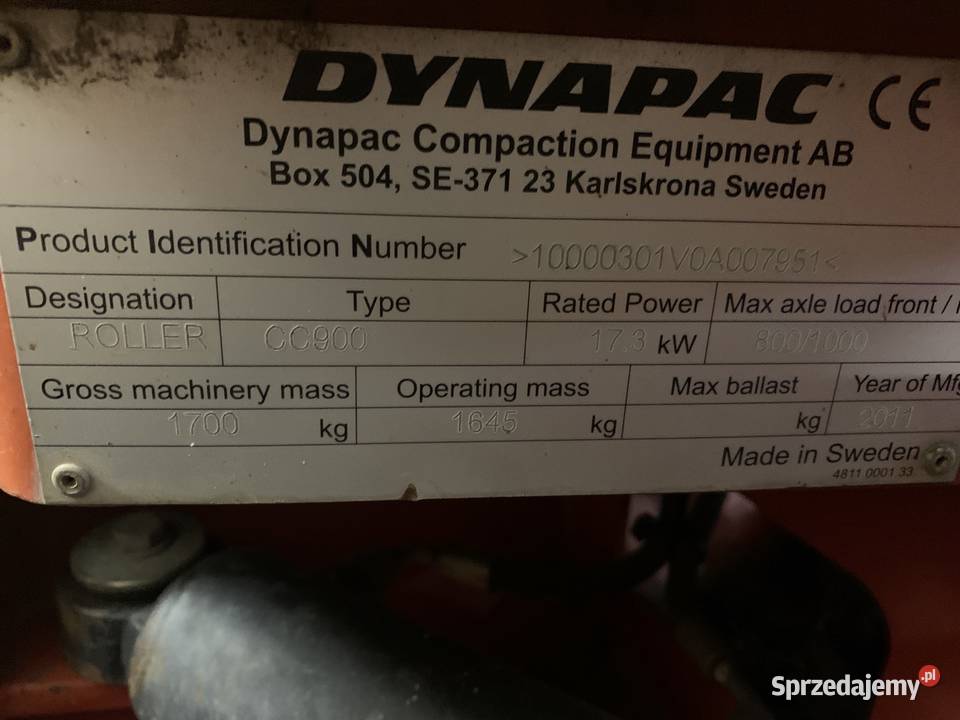 DYNAPAC CE
Dynapac Compaction Equipment AB
Box 504, SE-371 23 Karlskrona Sweden
Product Identification Number >10000301V0A007951<
Designation Type Rated Power Max axle load front /
ROLLER CC900 17.3 kW 800/1000
Gross machinery mass Operating mass Max ballast Year of Mfg
1700 kg 1645 kg kg 2011
Made in Sweden
4811 0001 33
Sprzedajemy.pl